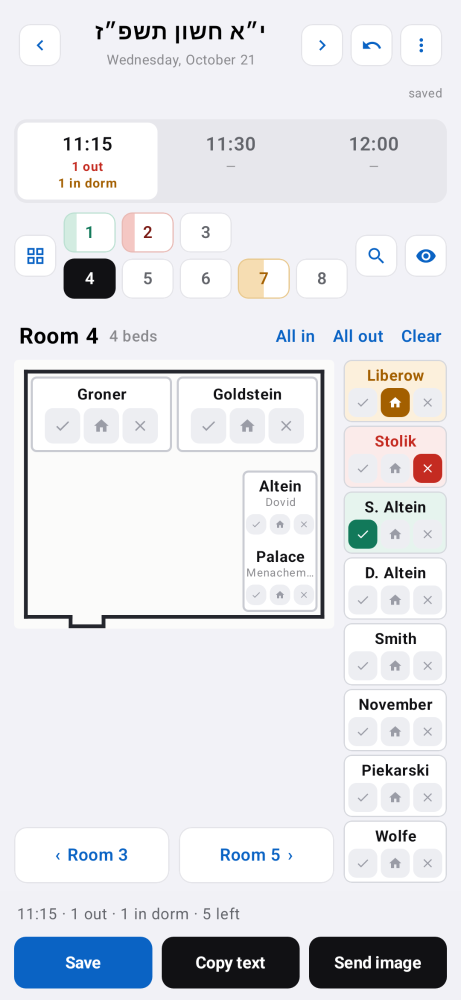 י״א חשון תשפ״ז
Wednesday, October 21
saved
11:15
1 out
1 in dorm
11:30
—
12:00
—
1 2 3
4 5 6 7 8
Room 4 4 beds
All in All out Clear
Groner
Goldstein
Altein
Dovid
Palace
Menachem...
Liberow
Stolik
S. Altein
D. Altein
Smith
November
Piekarski
Wolfe
‹ Room 3
Room 5 ›
11:15 · 1 out · 1 in dorm · 5 left
Save
Copy text
Send image